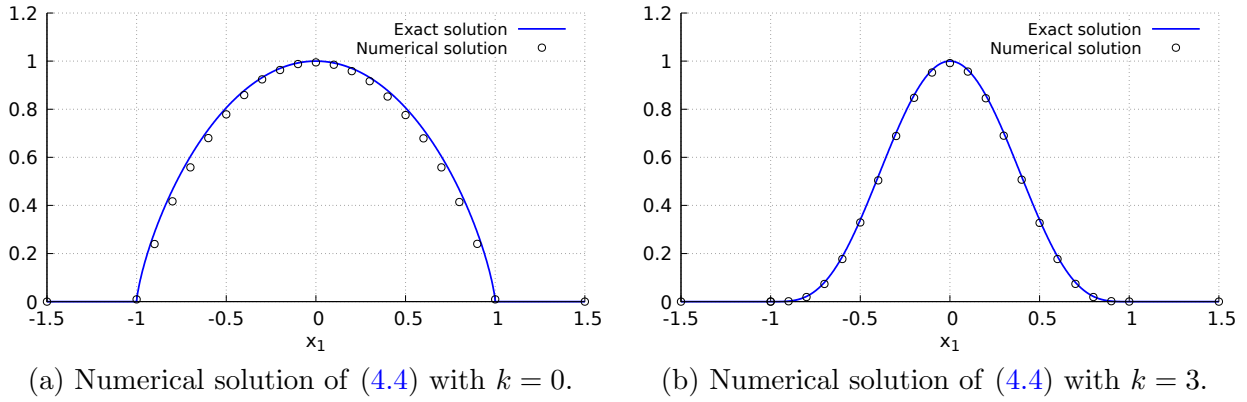 1.2
Exact solution
Numerical solution
1
0.8
0.6
0.4
0.2
0
-1.5 -1 -0.5 0 0.5 1 1.5
x1
(a) Numerical solution of (4.4) with k = 0.
1.2
Exact solution
Numerical solution
1
0.8
0.6
0.4
0.2
0
-1.5 -1 -0.5 0 0.5 1 1.5
x1
(b) Numerical solution of (4.4) with k = 3.